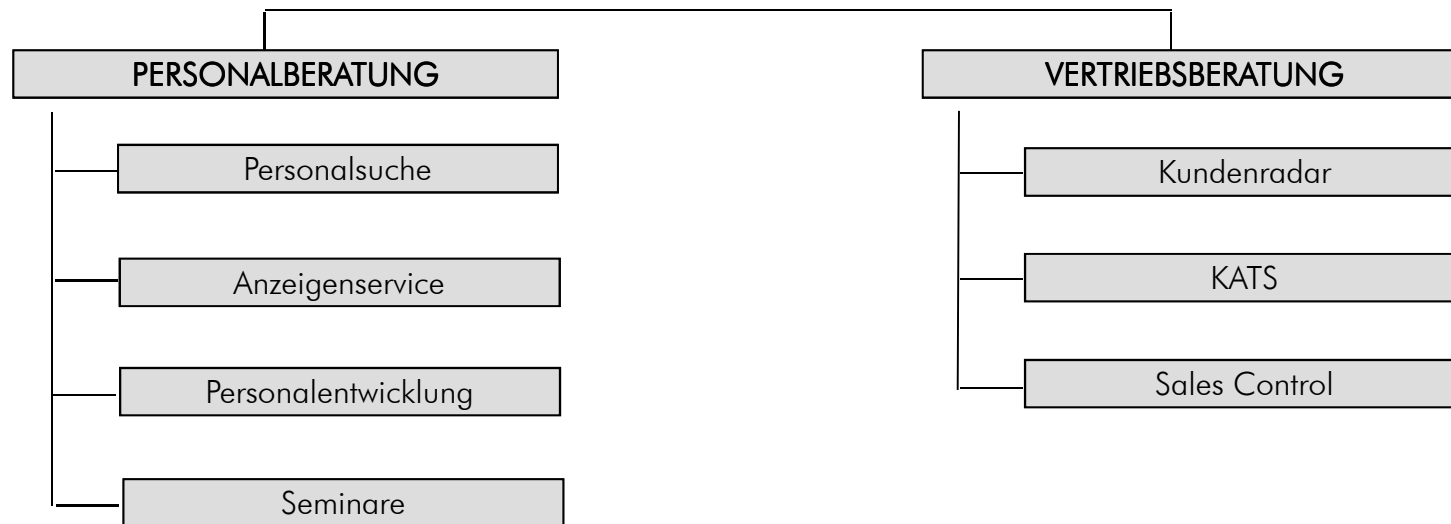 PERSONALBERATUNG
Personalsuche
Anzeigenservice
Personalentwicklung
Seminare
VERTRIEBSBERATUNG
Kundenradar
KATS
Sales Control